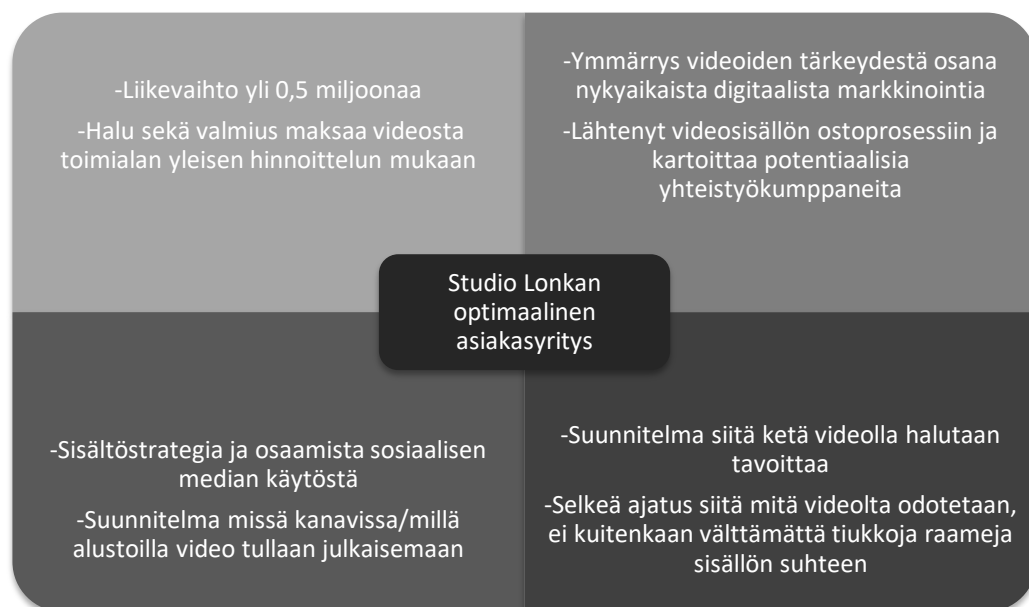 -Liikevaihto yli 0,5 miljoonaa
-Halu sekä valmius maksaa videosta
toimialan yleisen hinnoittelun mukaan
-Ymmärrys videoiden tärkeydestä osana
nykyaikaista digitaalista markkinointia
-Lähtenyt videosisällön ostoprosessiin ja
kartoittaa potentiaalisia
yhteistyökumppaneita
Studio Lonkan
optimaalinen
asiakasyritys
-Sisältöstrategia ja osaamista sosiaalisen
median käytöstä
-Suunnitelma missä kanavissa/millä
alustoilla video tullaan julkaisemaan
-Suunnitelma siitä ketä videolla halutaan
tavoittaa
-Selkeä ajatus siitä mitä videolta odotetaan,
ei kuitenkaan välttämättä tiukkoja raameja
sisällön suhteen